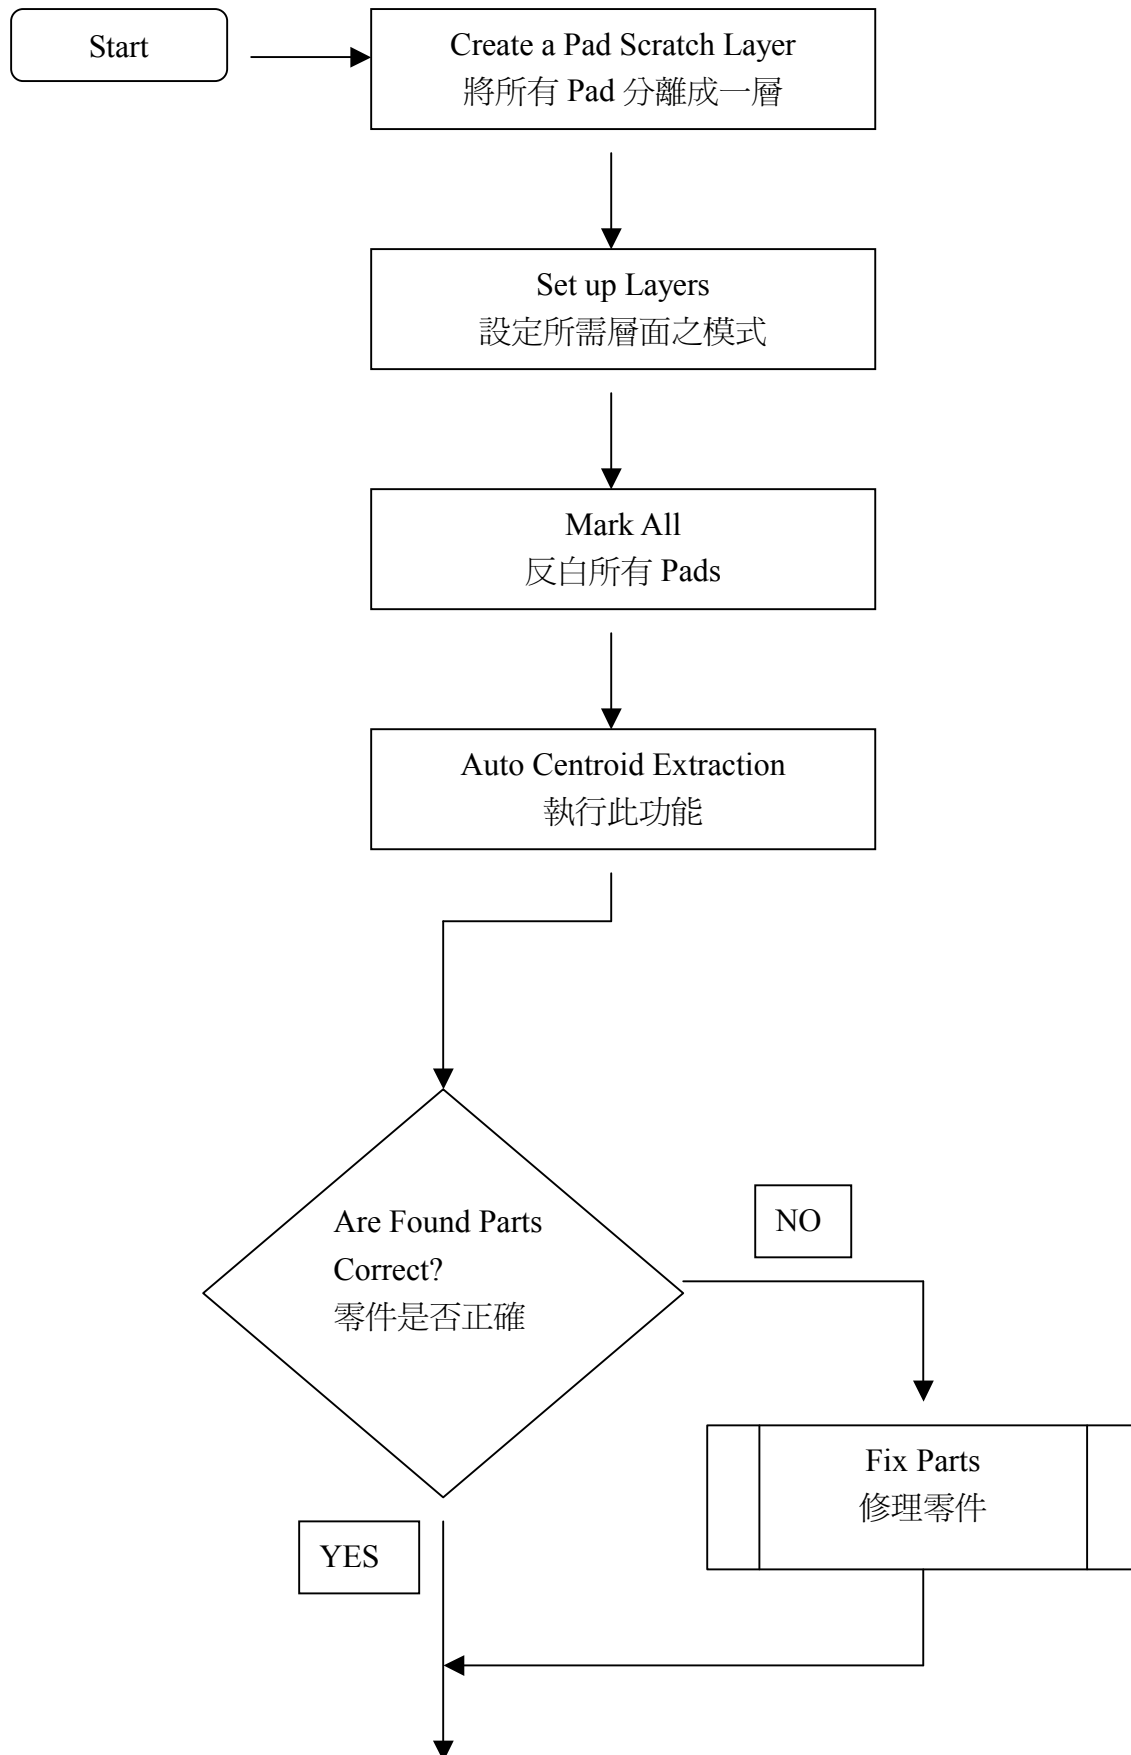 Start
Create a Pad Scratch Layer
將所有 Pad 分離成一層
Set up Layers
設定所需層面之模式
Mark All
反白所有 Pads
Auto Centroid Extraction
執行此功能
Are Found Parts
Correct?
零件是否正確
NO
Fix Parts
修理零件
YES